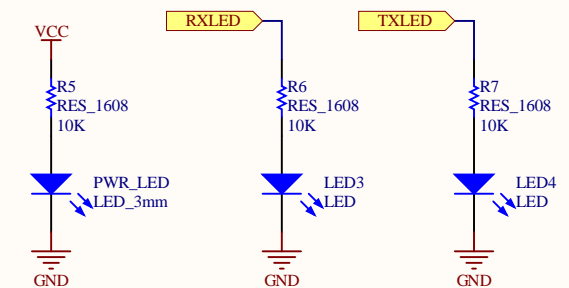 RXLED
TXLED
VCC
R5
RES_1608
10K
R6
RES_1608
10K
R7
RES_1608
10K
PWR_LED
LED_3mm
LED3
LED
LED4
LED
GND
GND
GND